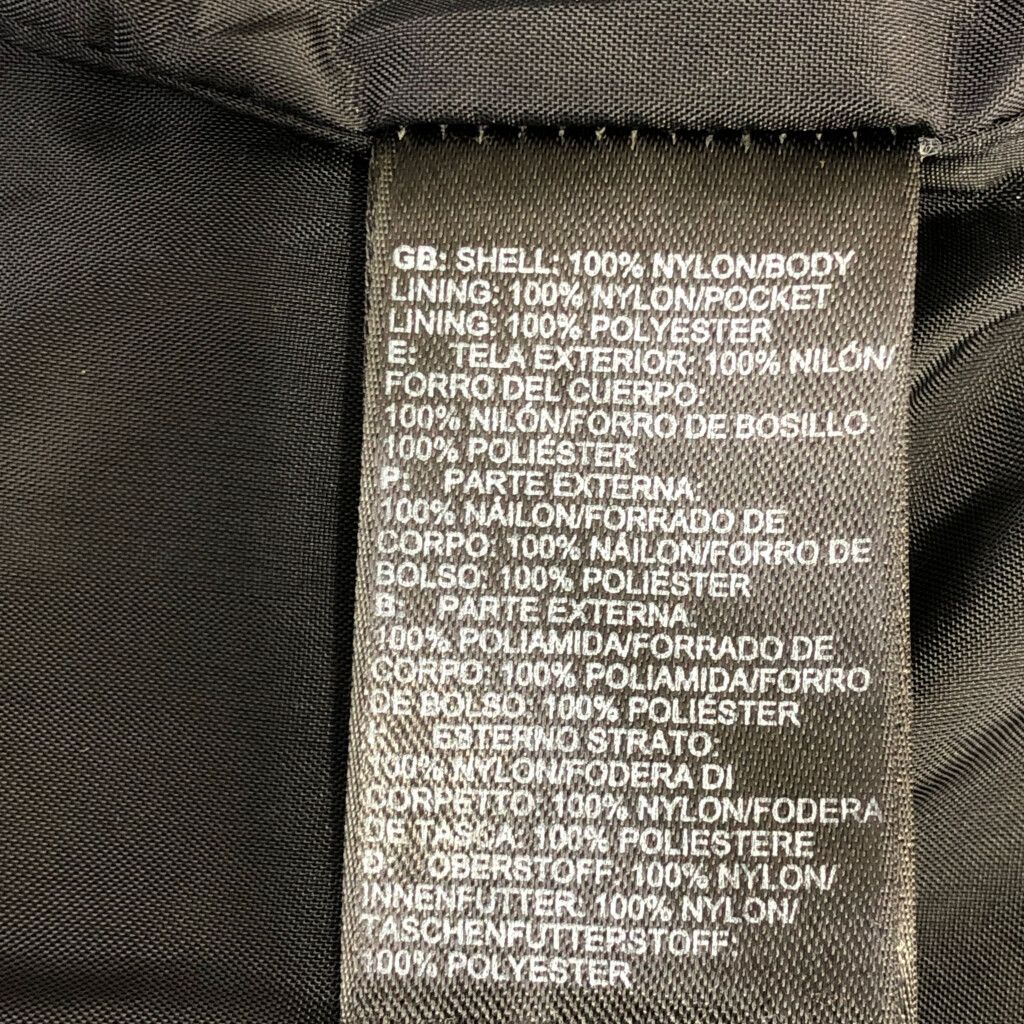 GB: SHELL: 100% NYLON/BODY
LINING: 100% NYLON/POCKET
LINING: 100% POLYESTER
E: TELA EXTERIOR: 100% NILÓN/
FORRO DEL CUERPO:
100% NILÓN/FORRO DE BOSILLO:
100% POLIÉSTER
P: PARTE EXTERNA:
100% NÁILON/FORRADO DE
CORPO: 100% NÁILON/FORRO DE
BOLSO: 100% POLIÉSTER
B: PARTE EXTERNA:
100% POLIAMIDA/FORRADO DE
CORPO: 100% POLIAMIDA/FORRO
DE BOLSO: 100% POLIÉSTER
ESTERNO STRATO:
100% NYLON/FODERA DI
CORPETTO: 100% NYLON/FODERA
DE TASCA: 100% POLIESTERE
D: OBERSTOFF: 100% NYLON/
INNENFUTTER: 100% NYLON/
TASCHENFUTTERSTOFF:
100% POLYESTER